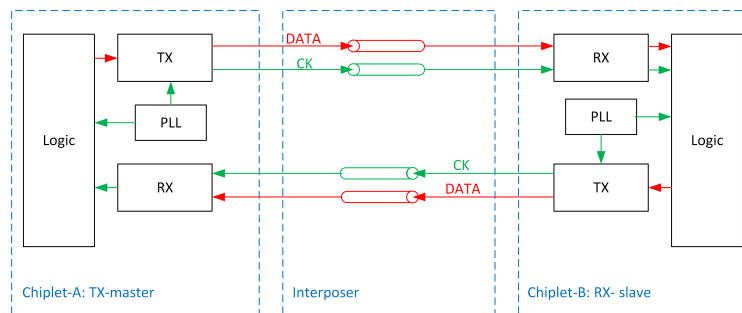 DATA
TX
CK
RX
PLL
PLL
Logic
Logic
CK
RX
DATA
TX
Chiplet-A: TX-master
Interposer
Chiplet-B: RX- slave